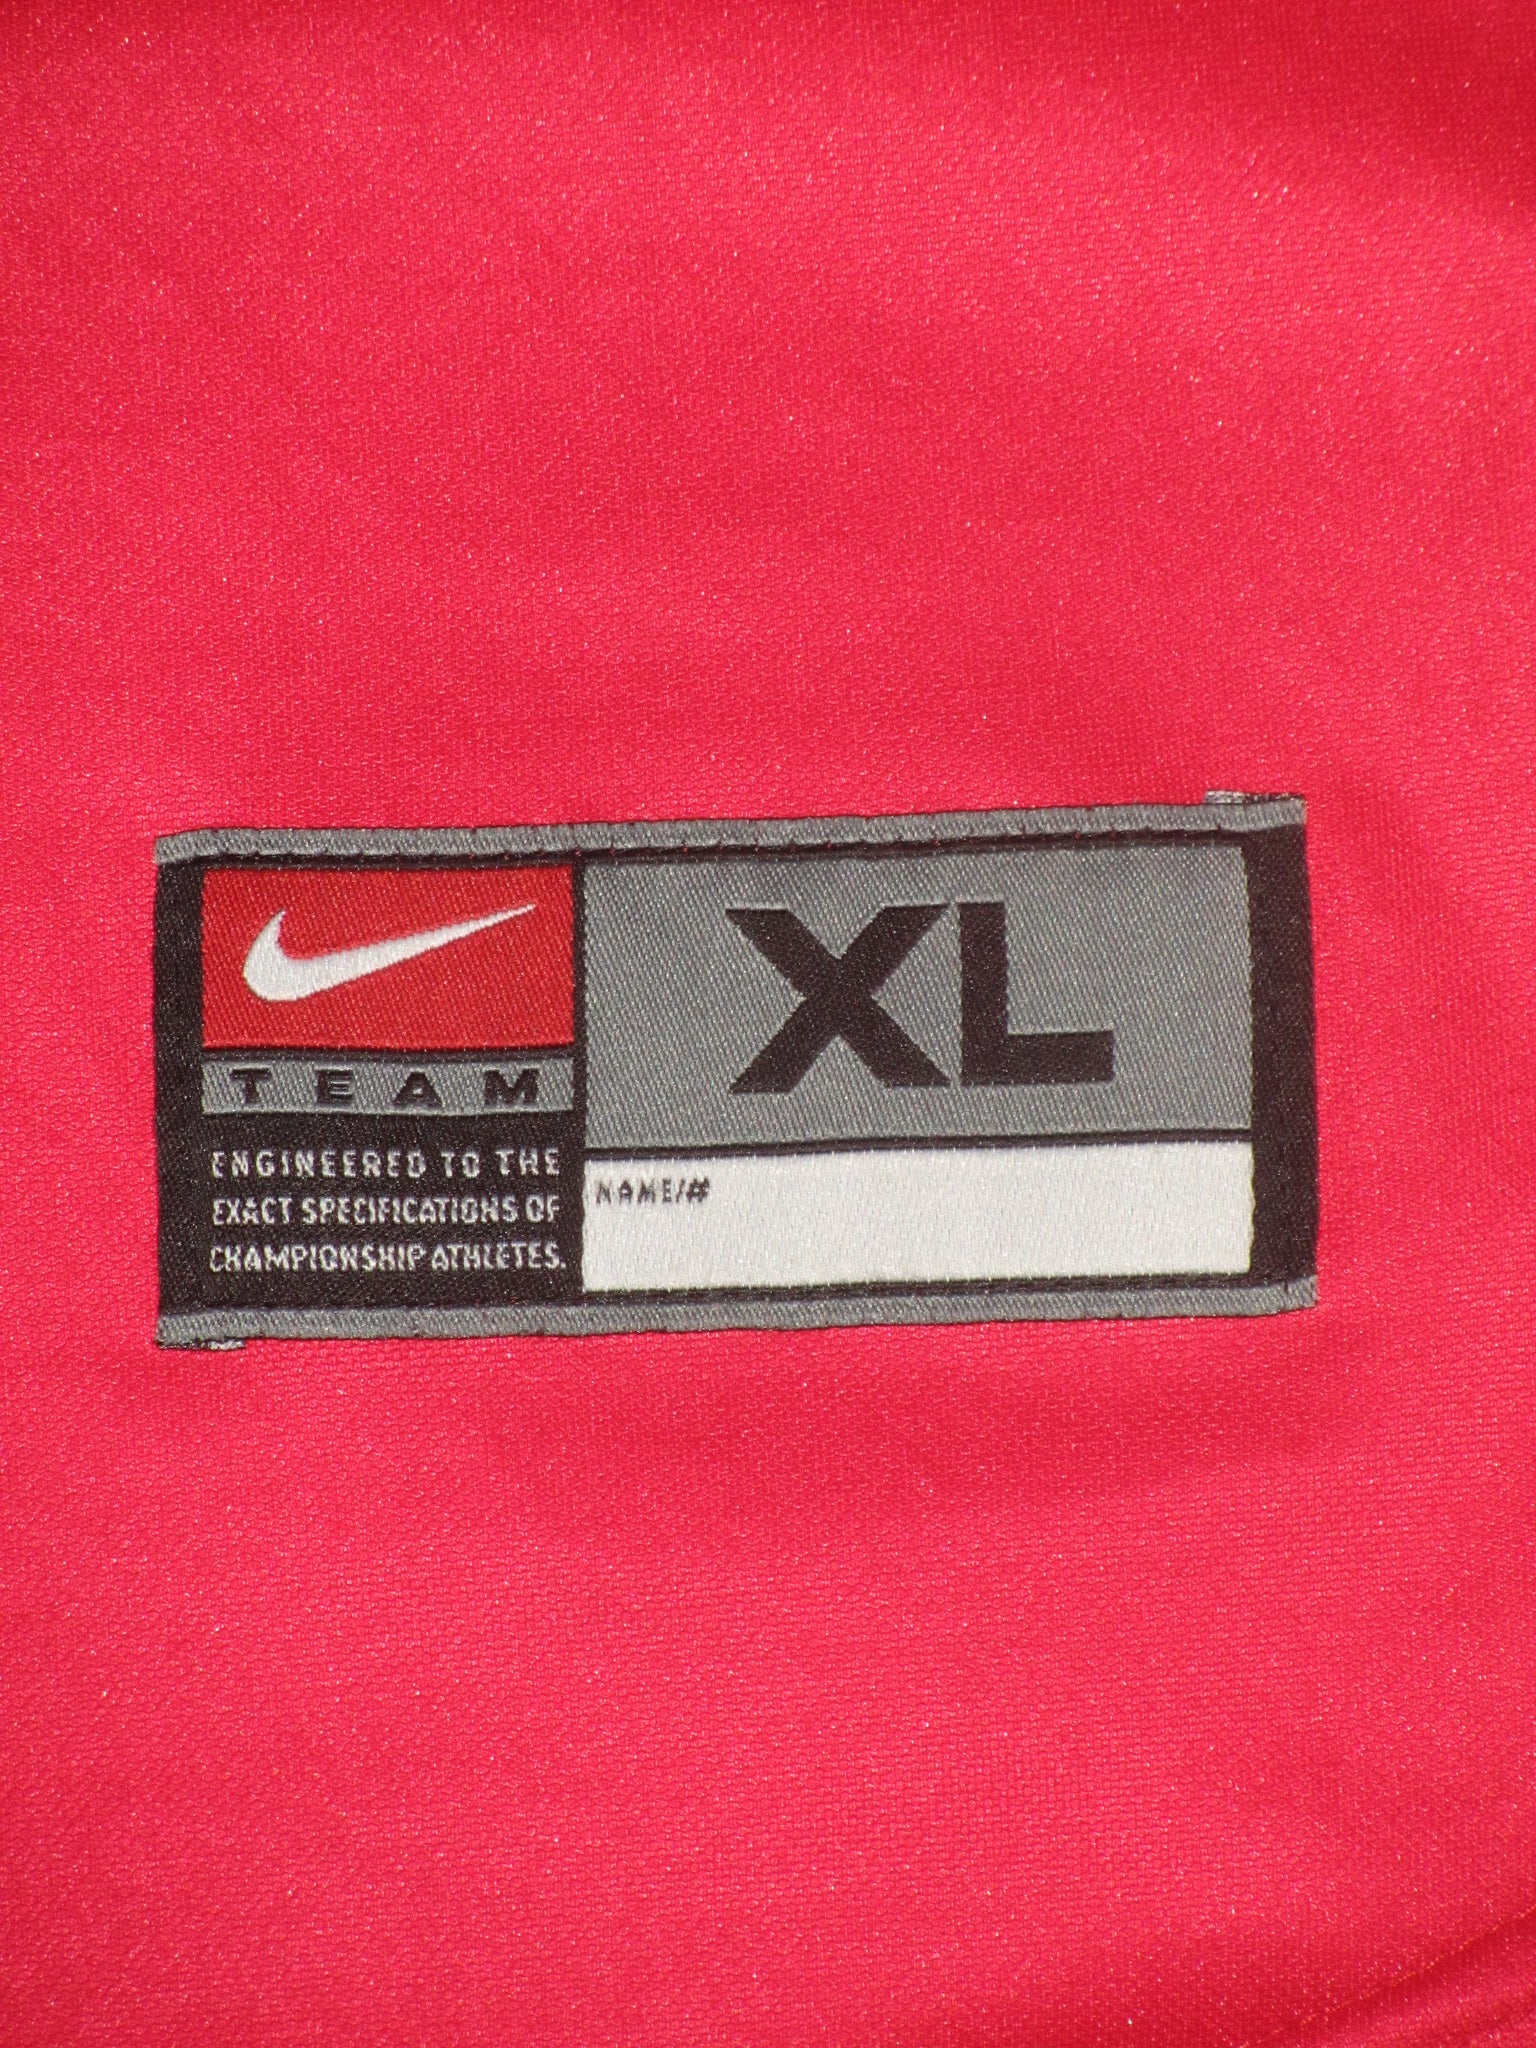 TEAM
ENGINEERED TO THE
EXACT SPECIFICATIONS OF
CHAMPIONSHIP ATHLETES.
XL
NAME/#